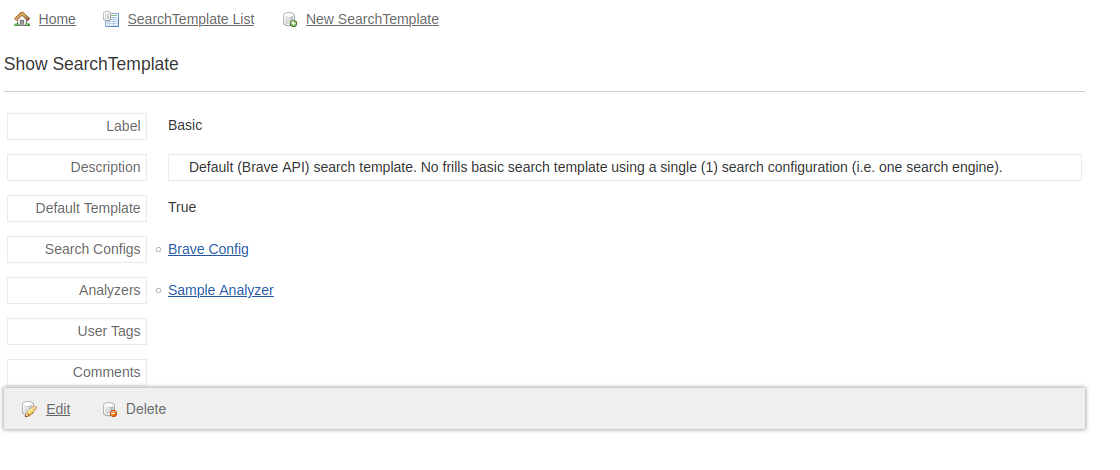 Home SearchTemplate List New SearchTemplate
Show SearchTemplate
Label Basic
Description Default (Brave API) search template. No frills basic search template using a single (1) search configuration (i.e. one search engine).
Default Template True
Search Configs Brave Config
Analyzers Sample Analyzer
User Tags
Comments
Edit Delete